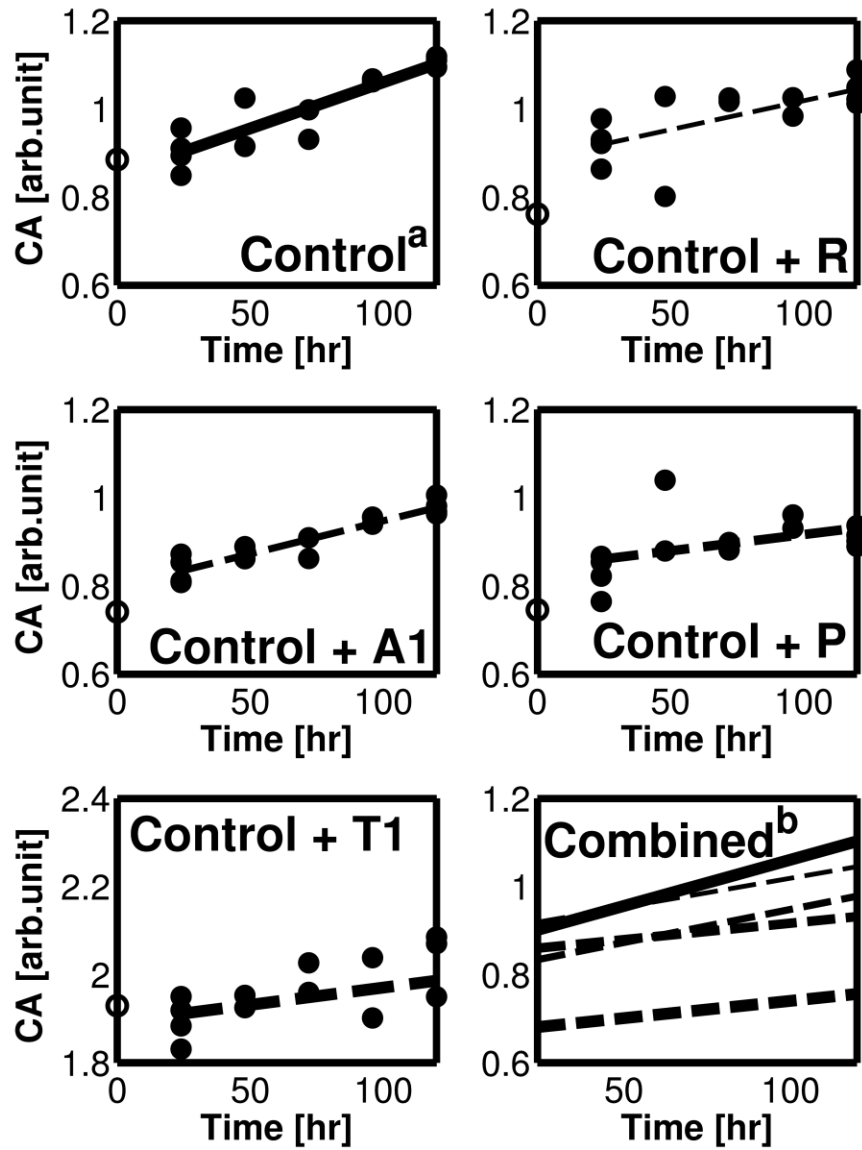 1.2
1
0.8
0.6
CA [arb.unit]
Control^a
0
50
100
Time [hr]
1.2
1
0.8
0.6
Control + R
0
50
100
Time [hr]
1.2
1
0.8
0.6
CA [arb.unit]
Control + A1
0
50
100
Time [hr]
1.2
1
0.8
0.6
Control + P
0
50
100
Time [hr]
2.4
2.2
2
1.8
CA [arb.unit]
Control + T1
0
50
100
Time [hr]
1.2
1
0.8
0.6
Combined^b
50
100
Time [hr]